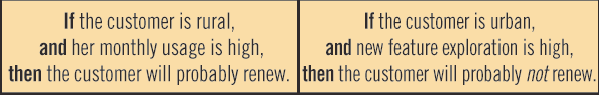 If the customer is rural,
and her monthly usage is high,
then the customer will probably renew.
If the customer is urban,
and new feature exploration is high,
then the customer will probably not renew.